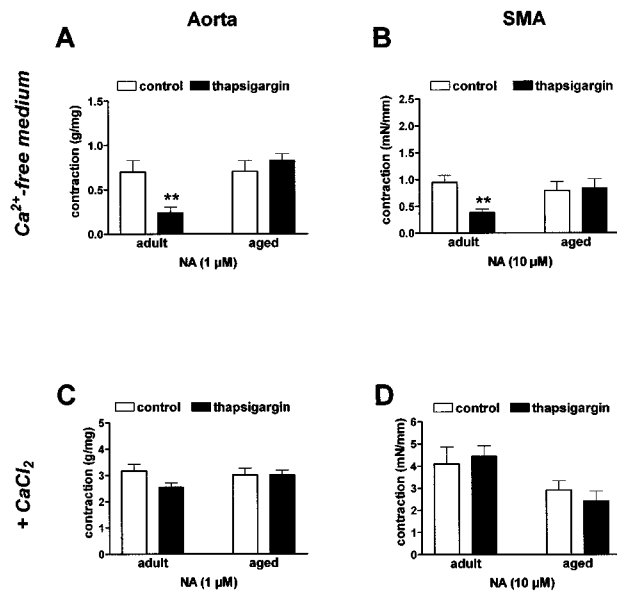 Aorta
SMA
A
B
Ca²⁺-free medium
control
thapsigargin
contraction (g/mg)
1.5
1.0
0.5
0.0
**
adult
aged
NA (1 µM)
control
thapsigargin
contraction (mN/mm)
2.5
2.0
1.5
1.0
0.5
0.0
**
adult
aged
NA (10 µM)
C
D
+ CaCl₂
control
thapsigargin
contraction (g/mg)
5
4
3
2
1
0
adult
aged
NA (1 µM)
control
thapsigargin
contraction (mN/mm)
6
5
4
3
2
1
0
adult
aged
NA (10 µM)